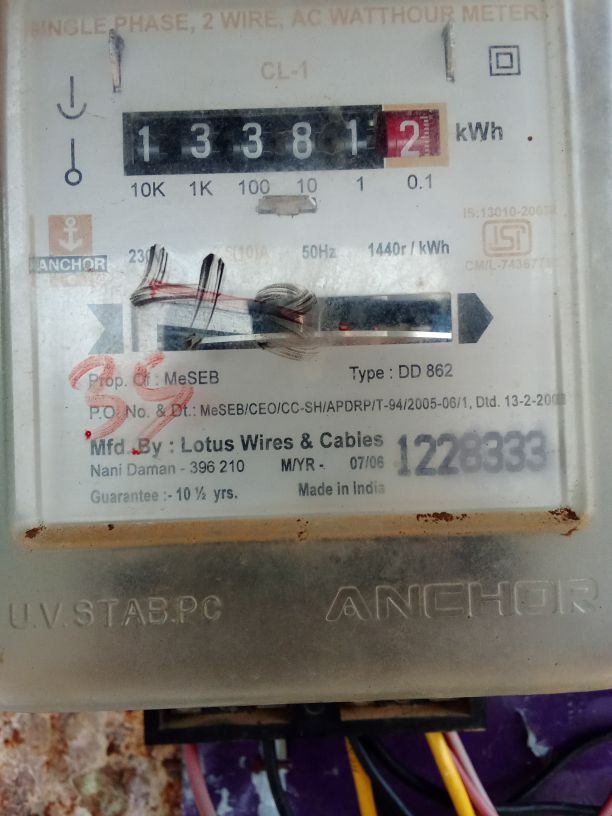 SINGLE PHASE, 2 WIRE, AC WATTHOUR METER
CL-1
1 3 3 8 1 2 kWh
10K 1K 100 10 1 0.1
IS:13010-2002
ANCHOR 50Hz 1440r / kWh
CM/L-
Prop. Of : MeSEB Type : DD 862
39
P.O. No. & Dt.: MeSEB/CEO/CC-SH/APDRP/T-94/2005-06/1, Dtd. 13-2-
Mfd. By : Lotus Wires & Cables
Nani Daman - 396 210 M/YR - 07/06 1228333
Guarantee :- 10 ½ yrs. Made in India
U.V.STAB.PC ANCHOR